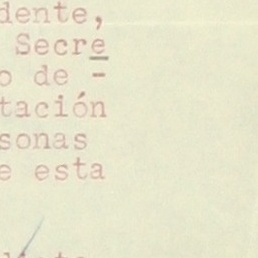 dente,
Secre
o de -
tación
sonas
e esta